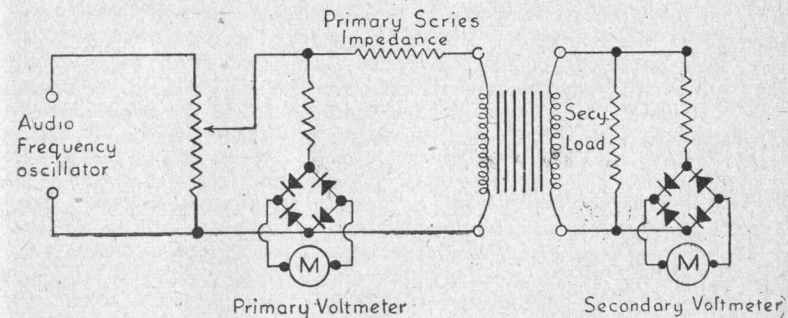 Primary Series
Impedance
Audio
Frequency
oscillator
Secy.
Load
M
M
Primary Voltmeter
Secondary Voltmeter